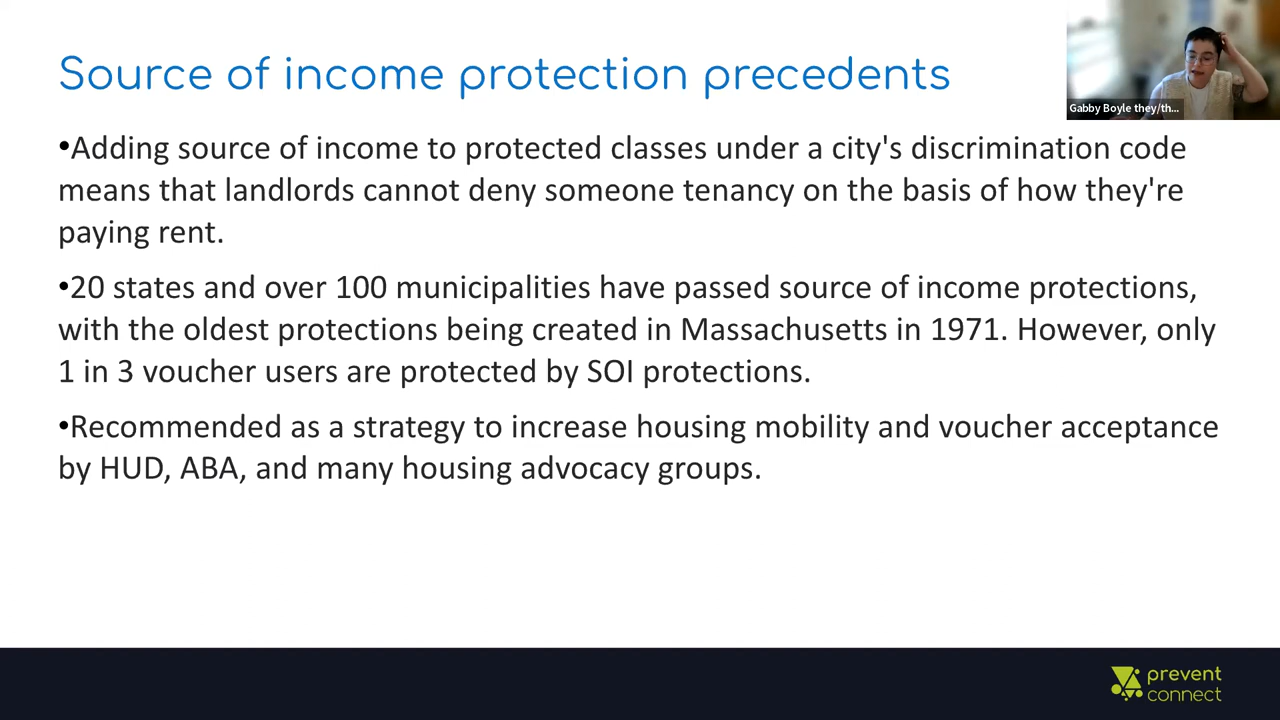 Source of income protection precedents
Gabby Boyle they/th...
•Adding source of income to protected classes under a city's discrimination code
means that landlords cannot deny someone tenancy on the basis of how they're
paying rent.
•20 states and over 100 municipalities have passed source of income protections,
with the oldest protections being created in Massachusetts in 1971. However, only
1 in 3 voucher users are protected by SOI protections.
•Recommended as a strategy to increase housing mobility and voucher acceptance
by HUD, ABA, and many housing advocacy groups.
prevent
connect